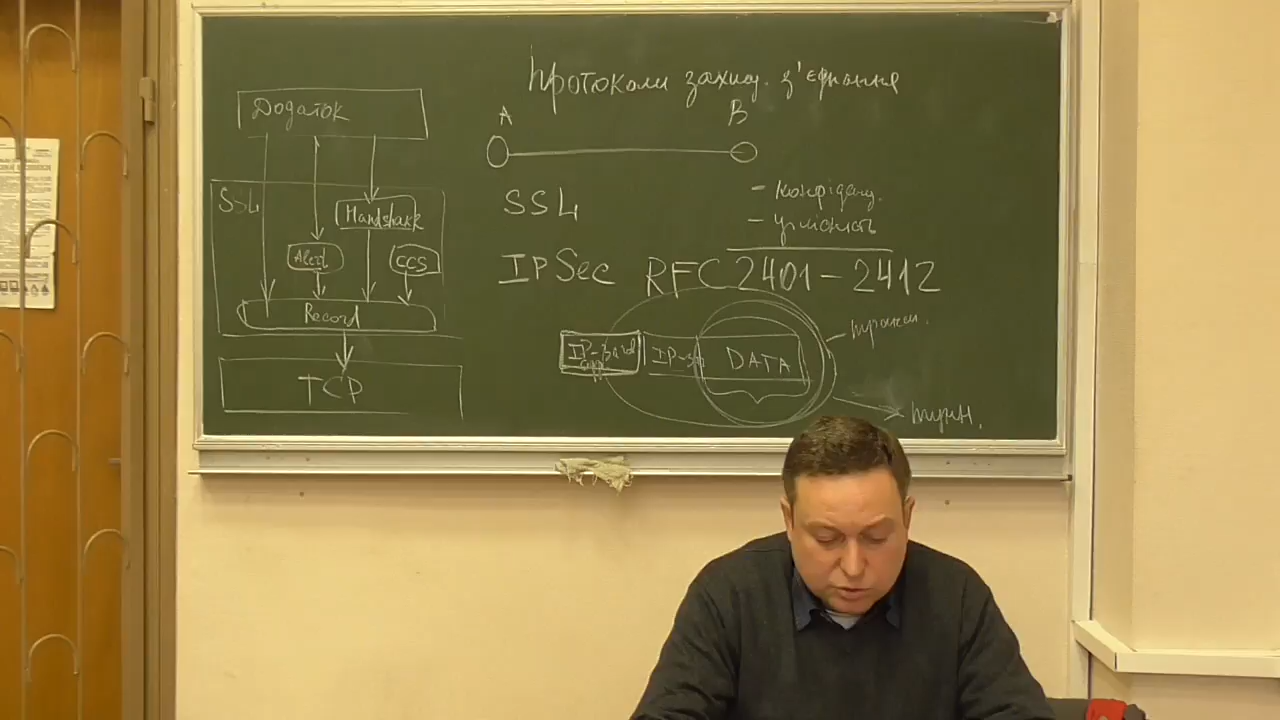 Протоколи захищ. з'єднання
A
B
Додаток
SSL
Handshake
Alert
CCS
Record
TCP
SSL
- конфіденц.
- цілісність
IPSec RFC 2401-2412
IP-заг
IP-заг
DATA
трансп.
тунн.